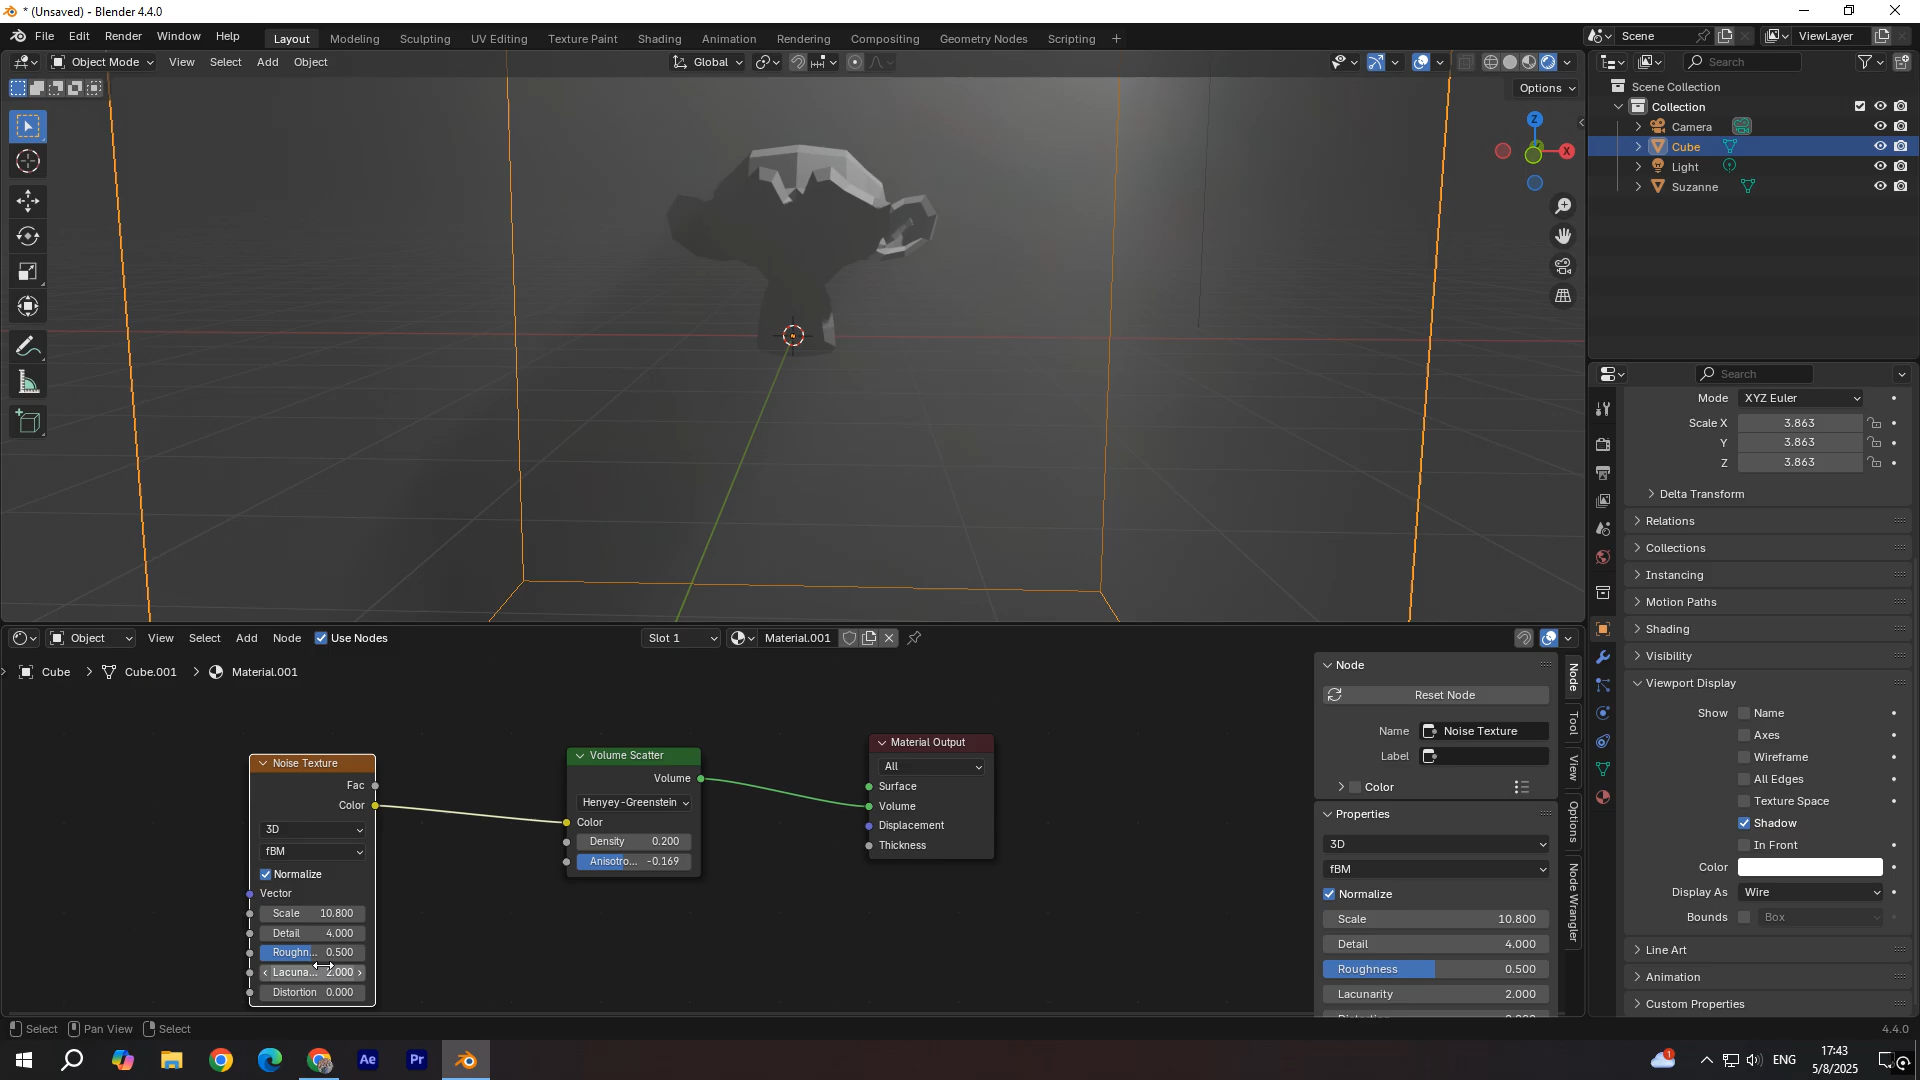 * (Unsaved) - Blender 4.4.0
File Edit Render Window Help
Layout Modeling Sculpting UV Editing Texture Paint Shading Animation Rendering Compositing Geometry Nodes Scripting +
Scene
ViewLayer
Object Mode View Select Add Object
Global
Search
Options
Scene Collection
Collection
Camera
Cube
Light
Suzanne
Z
X
Search
Mode XYZ Euler
Scale X 3.863
Y 3.863
Z 3.863
Delta Transform
Relations
Collections
Instancing
Motion Paths
Shading
Visibility
Viewport Display
Show Name
Axes
Wireframe
All Edges
Texture Space
Shadow
In Front
Color
Display As Wire
Bounds Box
Line Art
Animation
Custom Properties
Object View Select Add Node Use Nodes Slot 1 Material.001
Cube Cube.001 Material.001
Noise Texture
Fac
Color
3D
fBM
Normalize
Vector
Scale 10.800
Detail 4.000
Roughn... 0.500
Lacuna... 2.000
Distortion 0.000
Volume Scatter
Volume
Henyey-Greenstein
Color
Density 0.200
Anisotro... -0.169
Material Output
All
Surface
Volume
Displacement
Thickness
Node
Reset Node
Name Noise Texture
Label
Color
Properties
3D
fBM
Normalize
Scale 10.800
Detail 4.000
Roughness 0.500
Lacunarity 2.000
Node
Tool
View
Options
Node Wrangler
Select Pan View Select
4.4.0
Ae Pr
1
ENG
17:43
5/8/2025